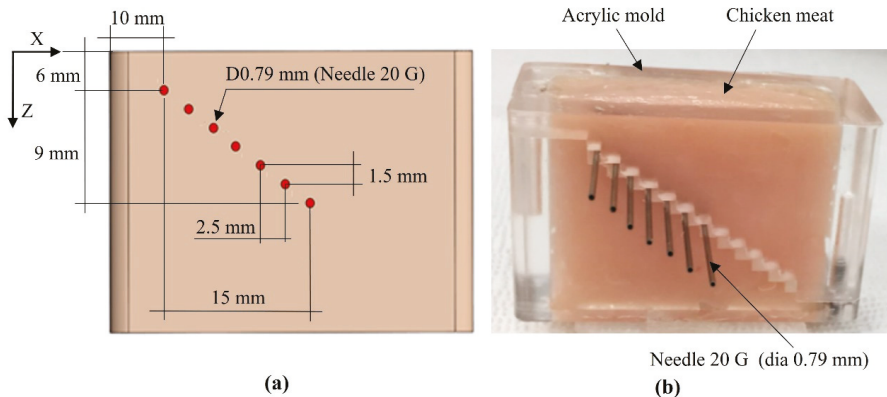 10 mm
X
6 mm
Z
D0.79 mm (Needle 20 G)
9 mm
1.5 mm
2.5 mm
15 mm
(a)
Acrylic mold
Chicken meat
Needle 20 G (dia 0.79 mm)
(b)